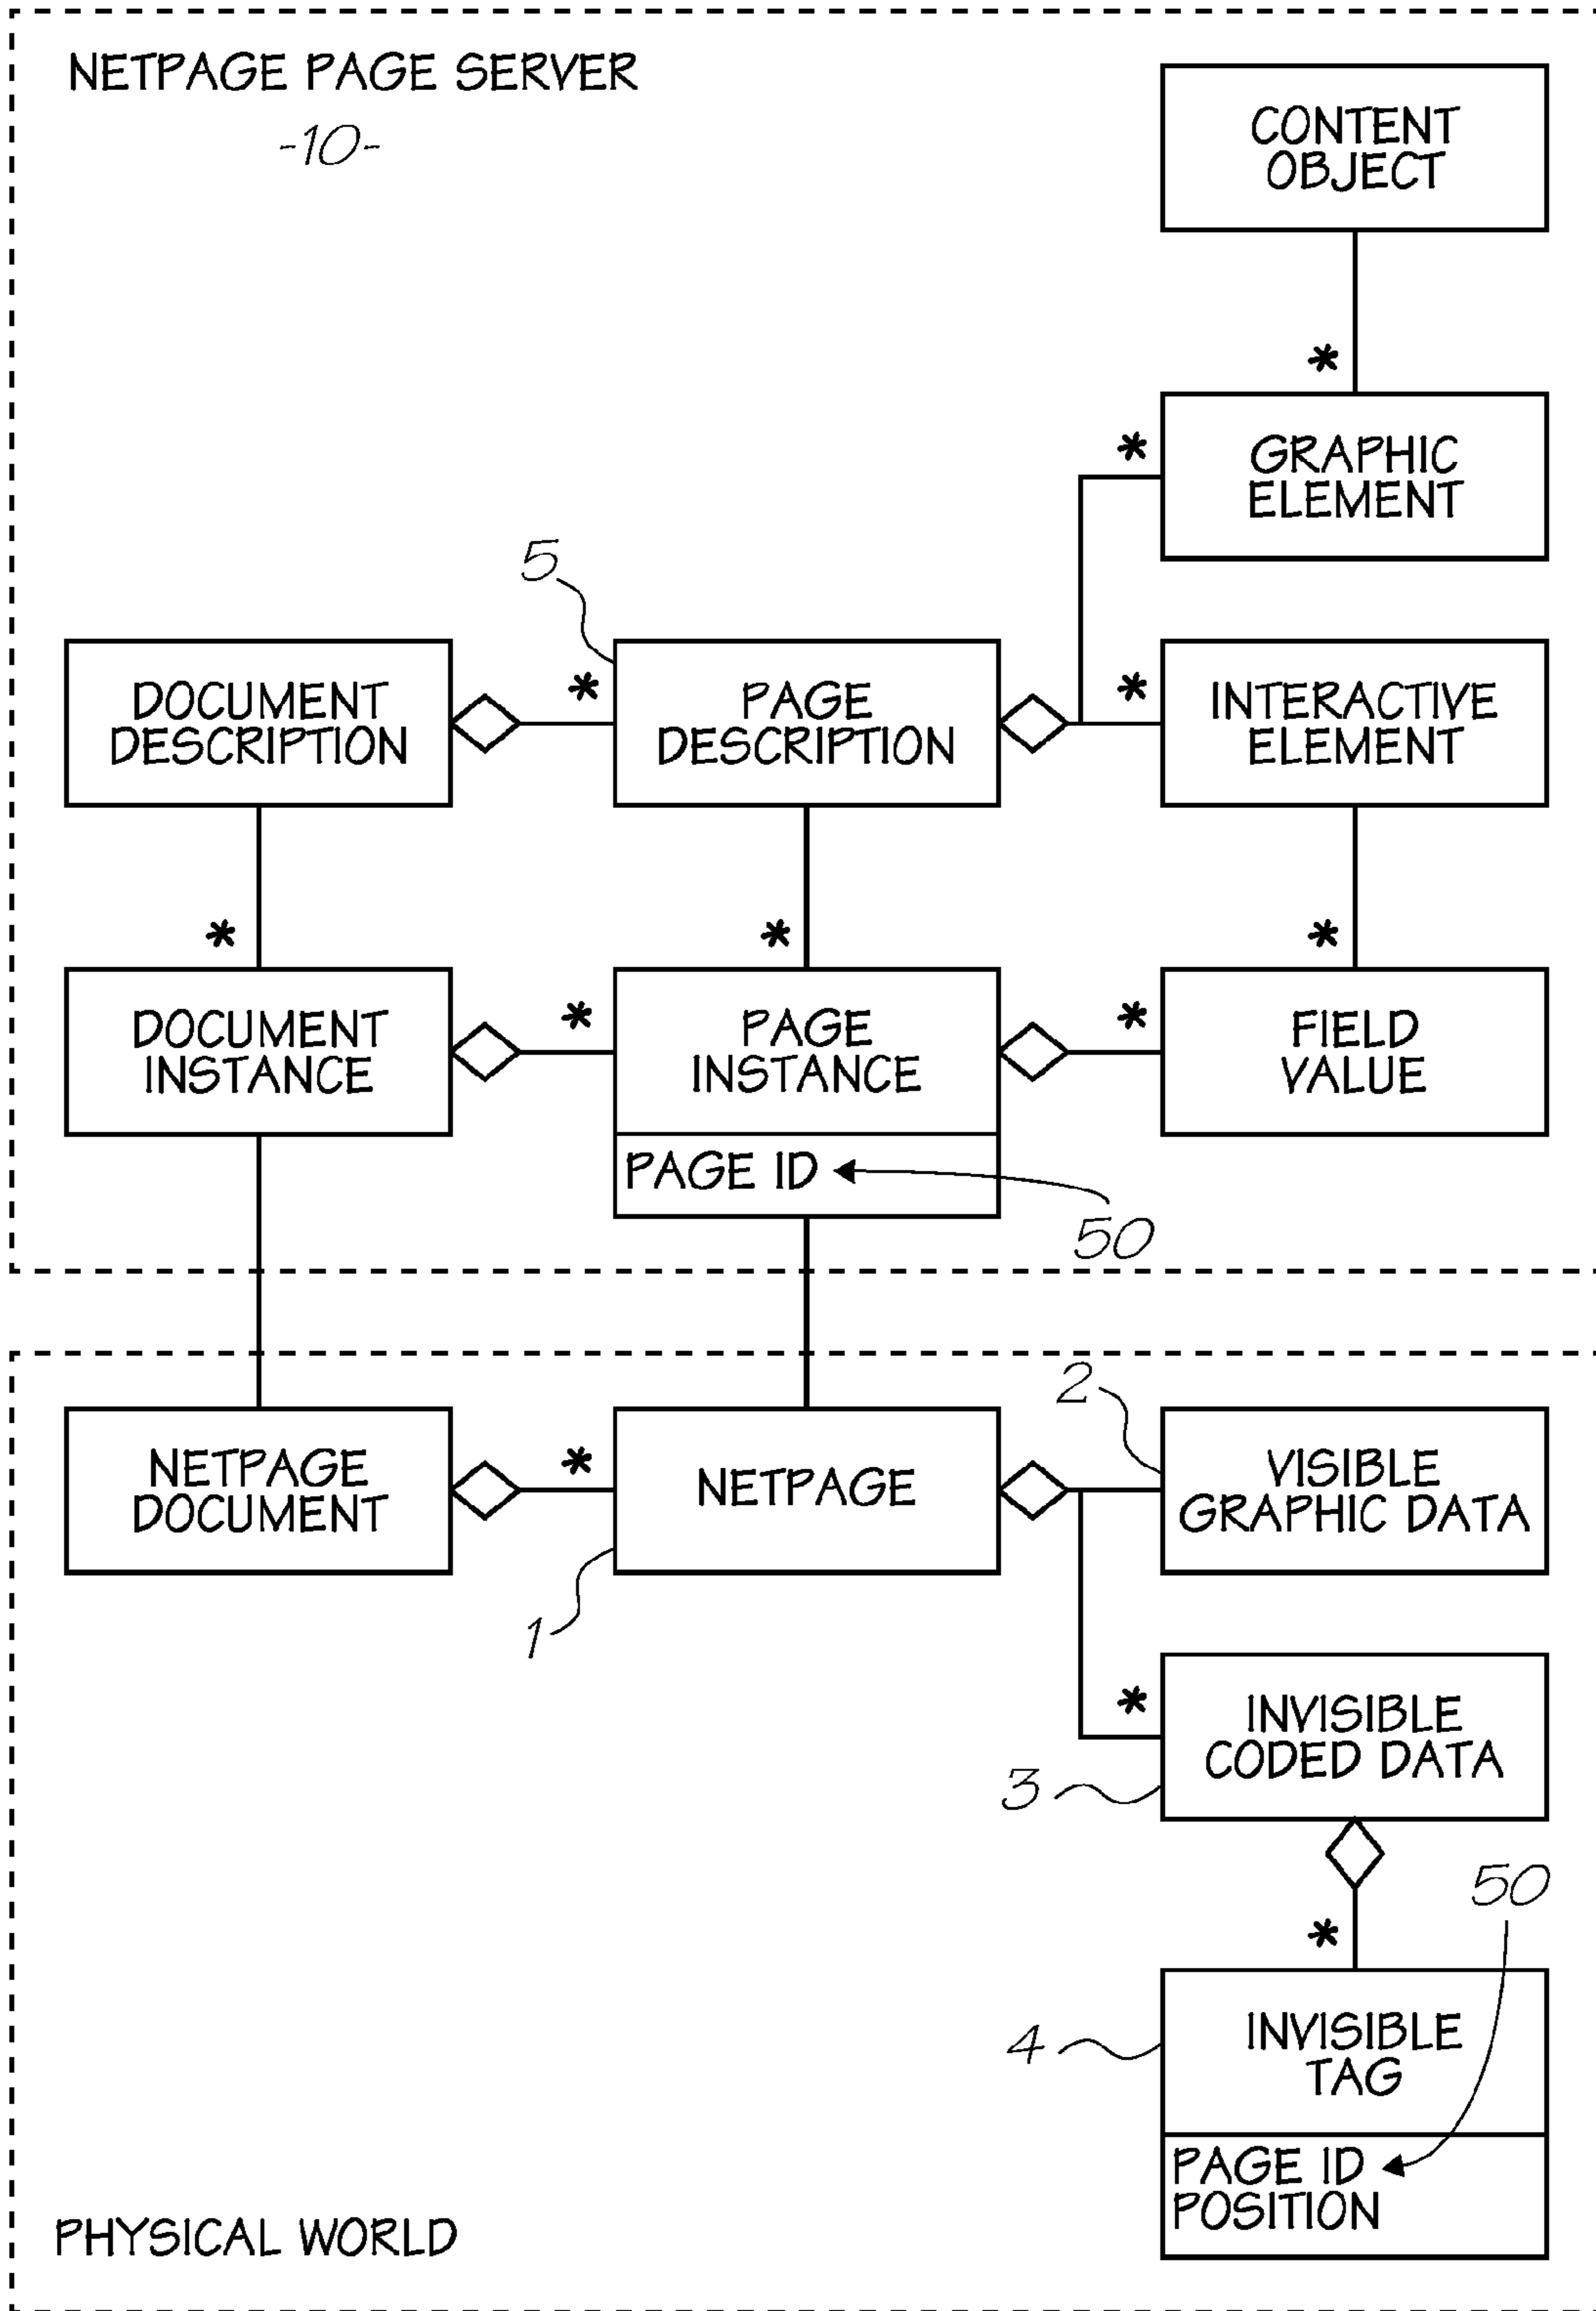 NETPAGE PAGE SERVER
-10-
CONTENT
OBJECT
*
*
GRAPHIC
ELEMENT
5
DOCUMENT
DESCRIPTION
*
PAGE
DESCRIPTION
*
INTERACTIVE
ELEMENT
*
*
*
DOCUMENT
INSTANCE
*
PAGE
INSTANCE
*
FIELD
VALUE
PAGE ID
50
NETPAGE
DOCUMENT
*
NETPAGE
2
VISIBLE
GRAPHIC DATA
1
*
INVISIBLE
CODED DATA
3
50
*
4
INVISIBLE
TAG
PAGE ID
POSITION
PHYSICAL WORLD